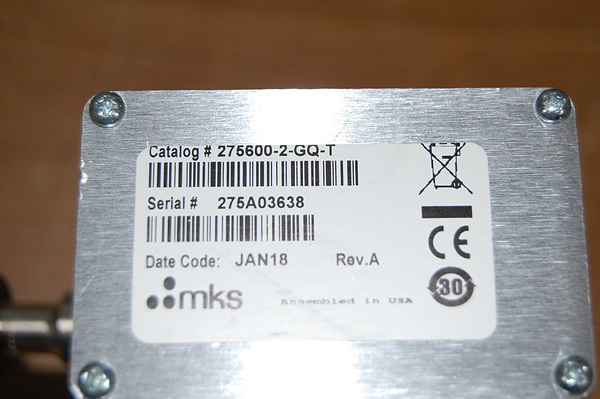 Catalog # 275600-2-GQ-T
Serial # 275A03638
CE
Date Code: JAN18 Rev.A
30
mks Assembled in USA